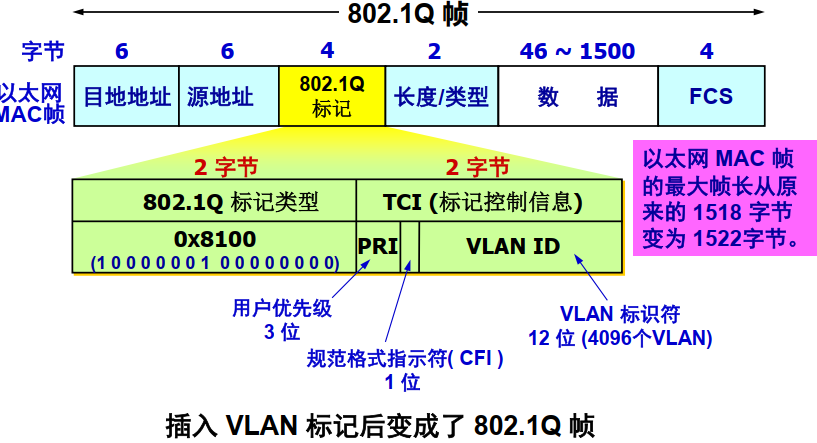 802.1Q 帧
字节 6 6 4 2 46 ~ 1500 4
以太网
MAC帧
目地地址 源地址 802.1Q
标记 长度/类型 数 据 FCS
2 字节 2 字节
以太网 MAC 帧
的最大帧长从原
来的 1518 字节
变为 1522字节。
802.1Q 标记类型 TCI (标记控制信息)
0x8100 PRI VLAN ID
(1 0 0 0 0 0 0 1 0 0 0 0 0 0 0 0)
用户优先级
3 位
规范格式指示符( CFI )
1 位
VLAN 标识符
12 位 (4096个VLAN)
插入 VLAN 标记后变成了 802.1Q 帧